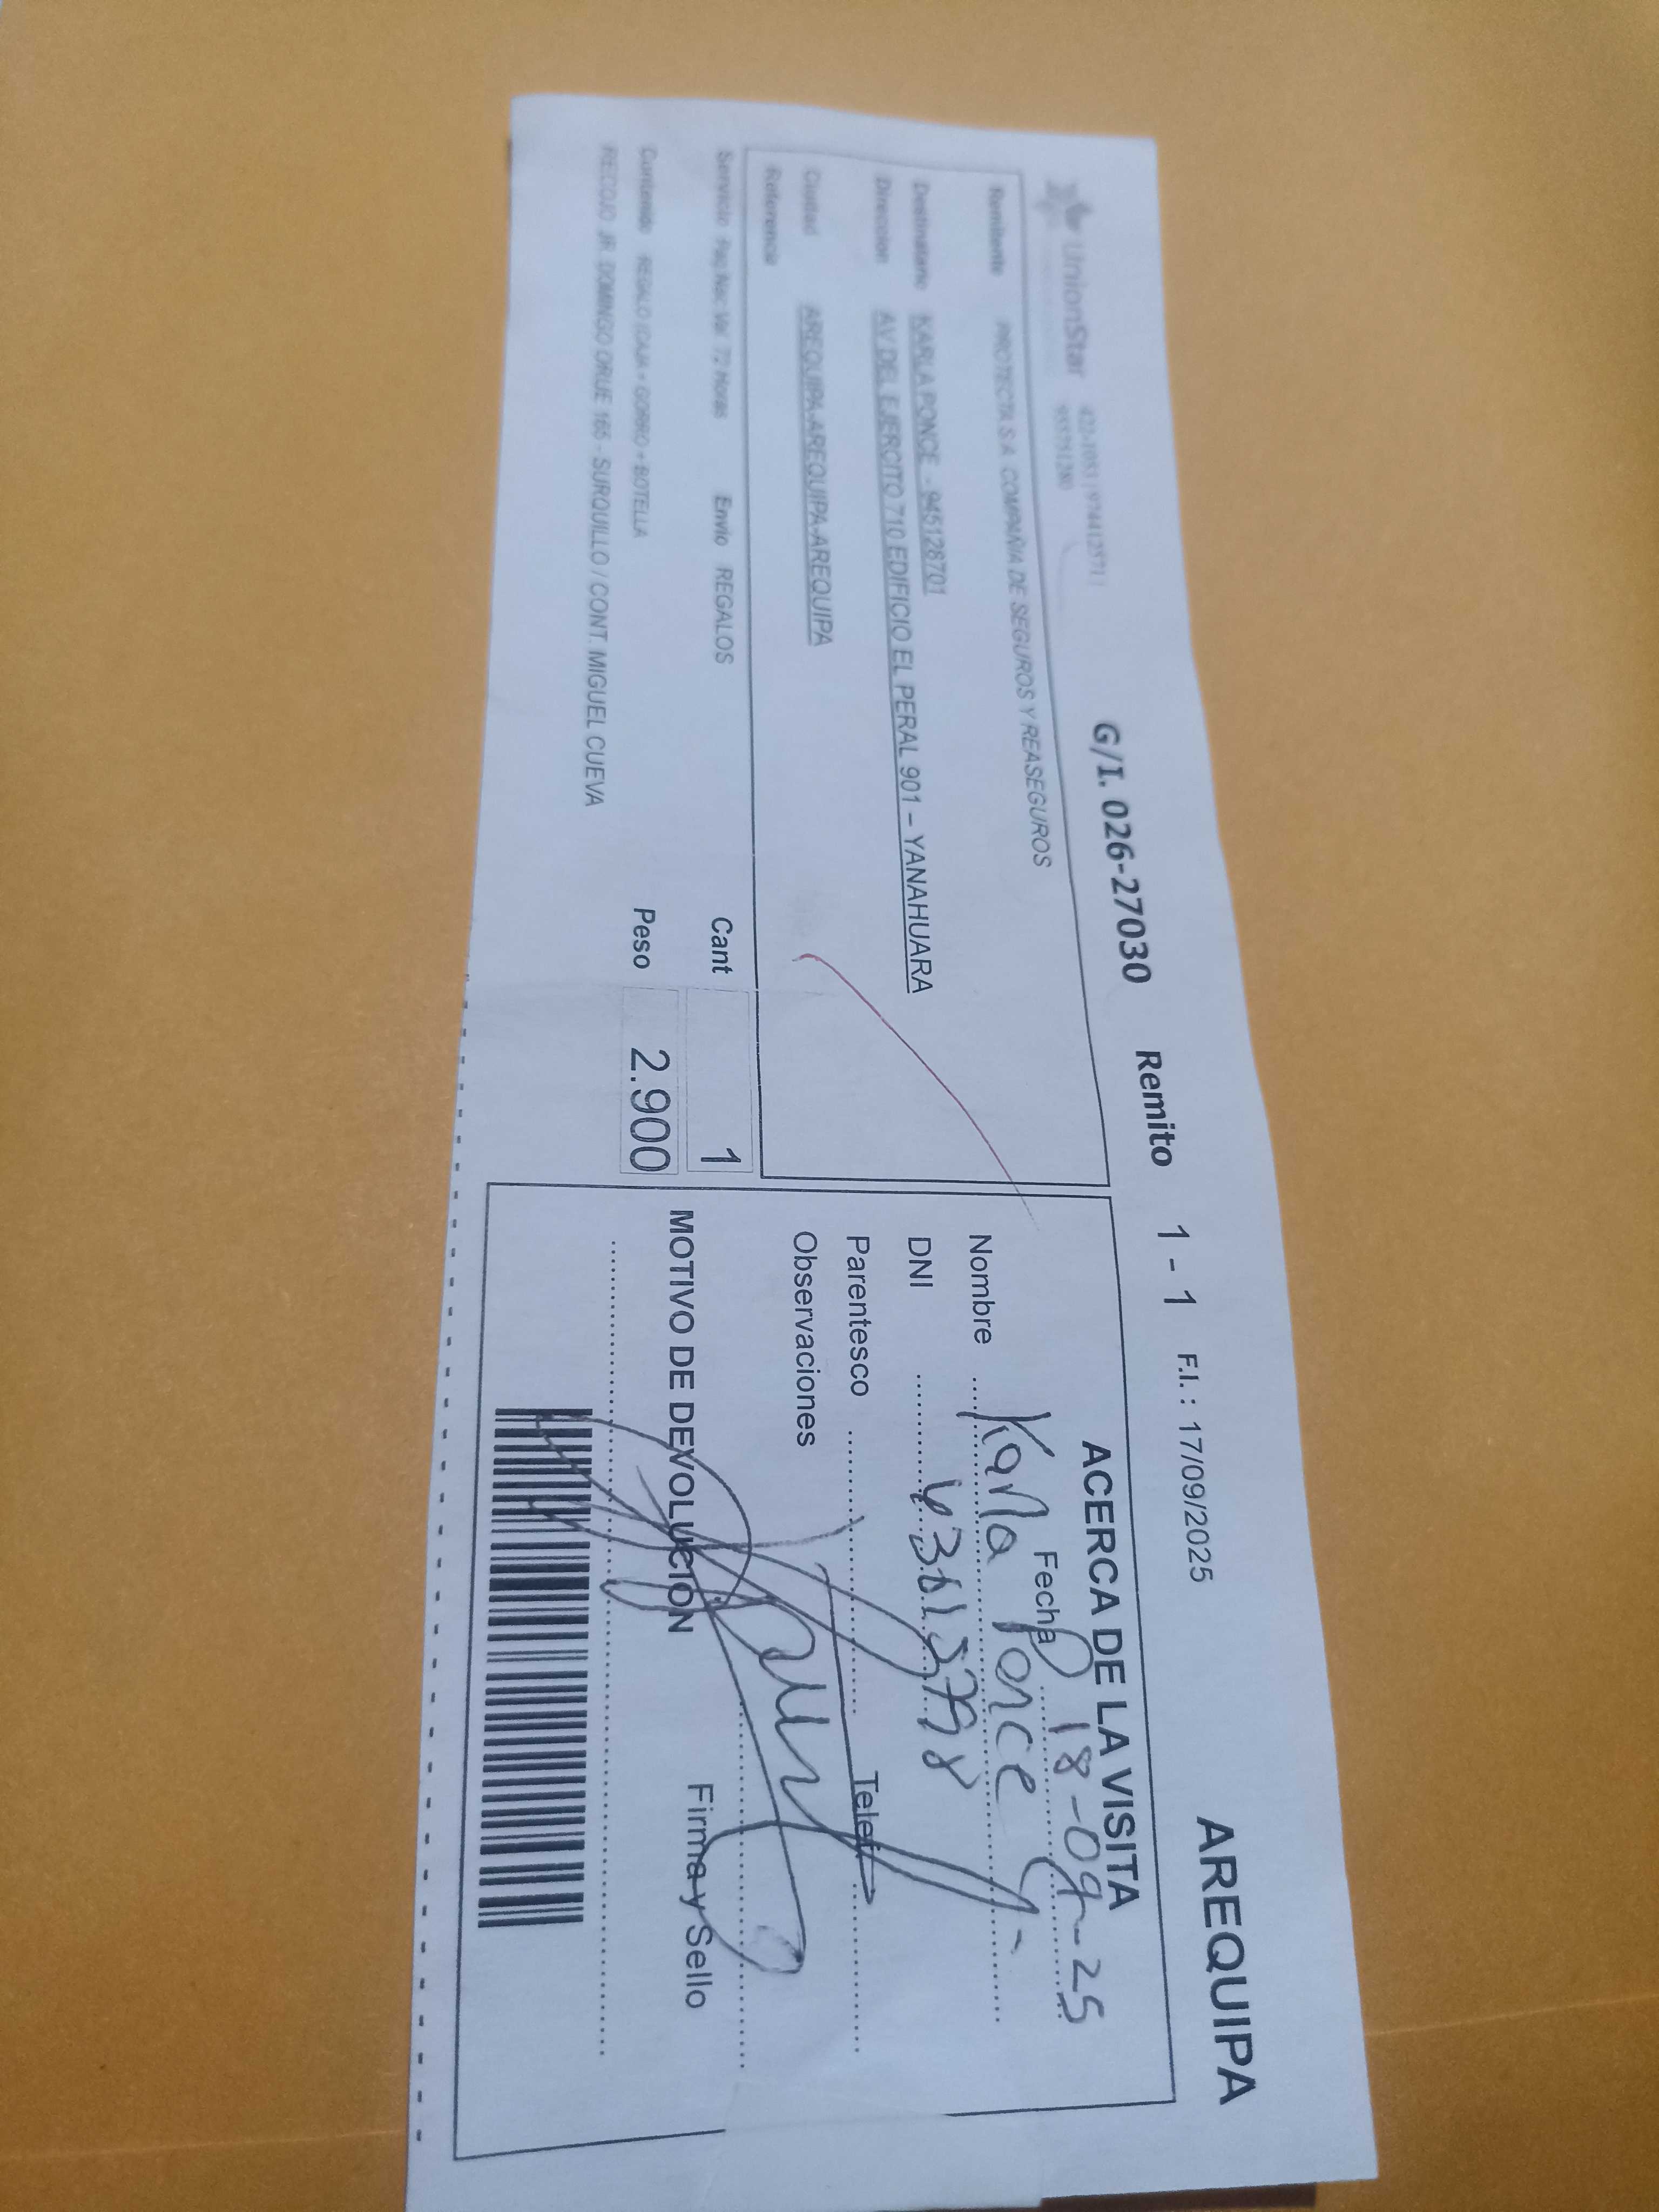 UnionStar
G/I. 026-27030 Remito 1 - 1 F.I.: 17/09/2025 AREQUIPA
Remitente PROTECTA S.A. COMPAÑIA DE SEGUROS Y REASEGUROS
Destinatario KARLA PONCE - 945128701
Direccion AV DEL EJERCITO 710 EDIFICIO EL PERAL 901 – YANAHUARA
Ciudad AREQUIPA-AREQUIPA-AREQUIPA
Referencia
Servicio Paq Nac Va 72 Horas Envio REGALOS Cant 1
Contenido REGALO (CAJA + GORRO + BOTELLA Peso 2.900
RECOJO JR. DOMINGO ORUE 165 - SURQUILLO / CONT. MIGUEL CUEVA
ACERCA DE LA VISITA
Fecha 18-09-25
Nombre Karla Ponce
DNI
Parentesco Telef
Observaciones
MOTIVO DE DEVOLUCION Firma y Sello